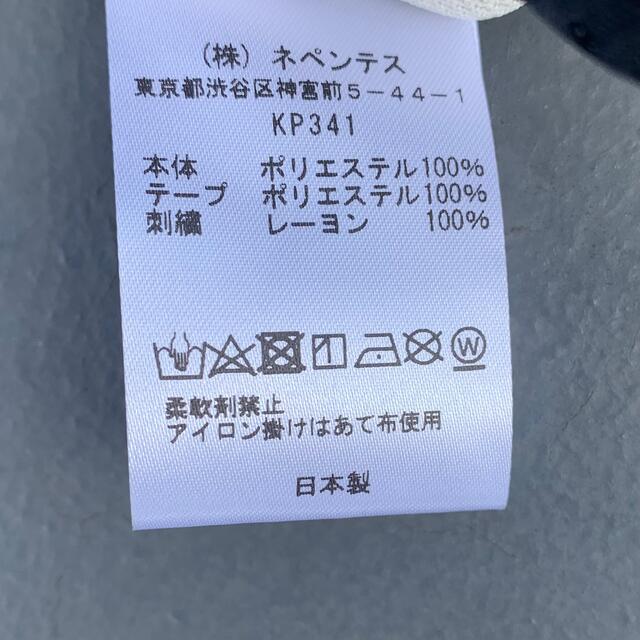 (株) ネペンテス
東京都渋谷区神宮前5-44-1
KP341
本体 ポリエステル100%
テープ ポリエステル100%
刺繍 レーヨン 100%
W
柔軟剤禁止
アイロン掛けはあて布使用
日本製